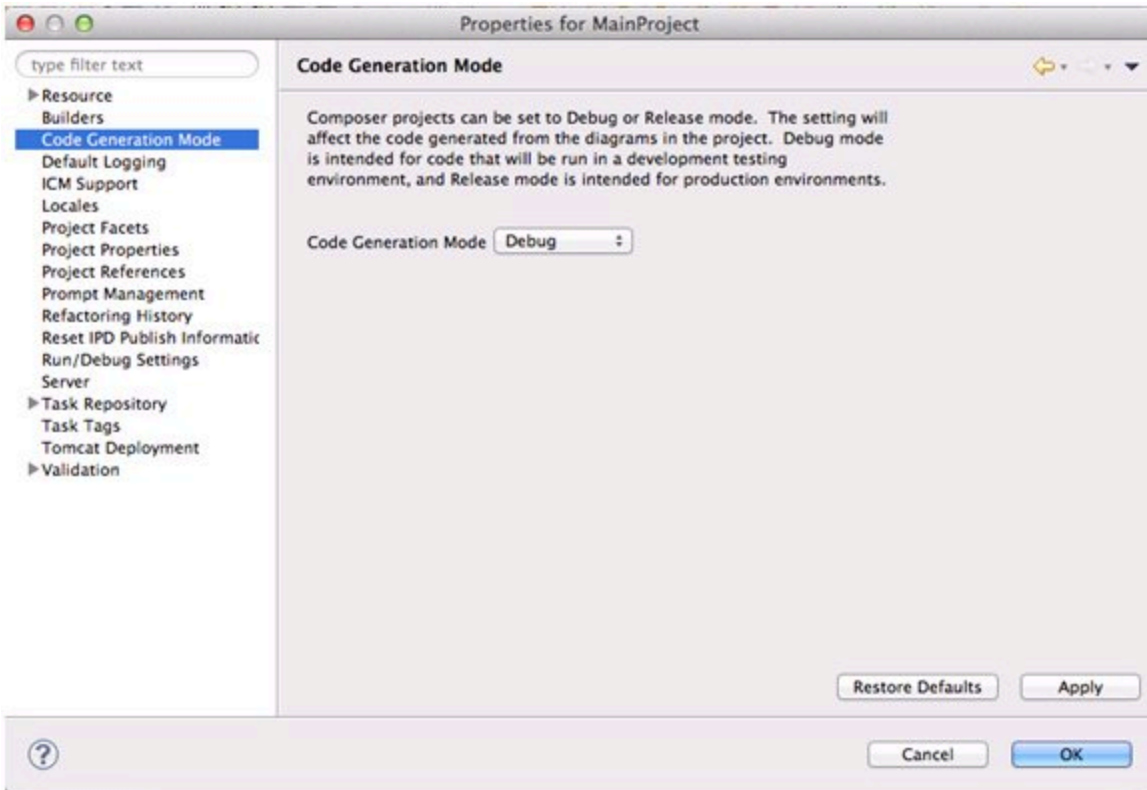 Properties for MainProject
type filter text
Resource
Builders
Code Generation Mode
Default Logging
ICM Support
Locales
Project Facets
Project Properties
Project References
Prompt Management
Refactoring History
Reset IPD Publish Informatic
Run/Debug Settings
Server
Task Repository
Task Tags
Tomcat Deployment
Validation
Code Generation Mode
Composer projects can be set to Debug or Release mode. The setting will
affect the code generated from the diagrams in the project. Debug mode
is intended for code that will be run in a development testing
environment, and Release mode is intended for production environments.
Code Generation Mode Debug
Restore Defaults Apply
? Cancel OK